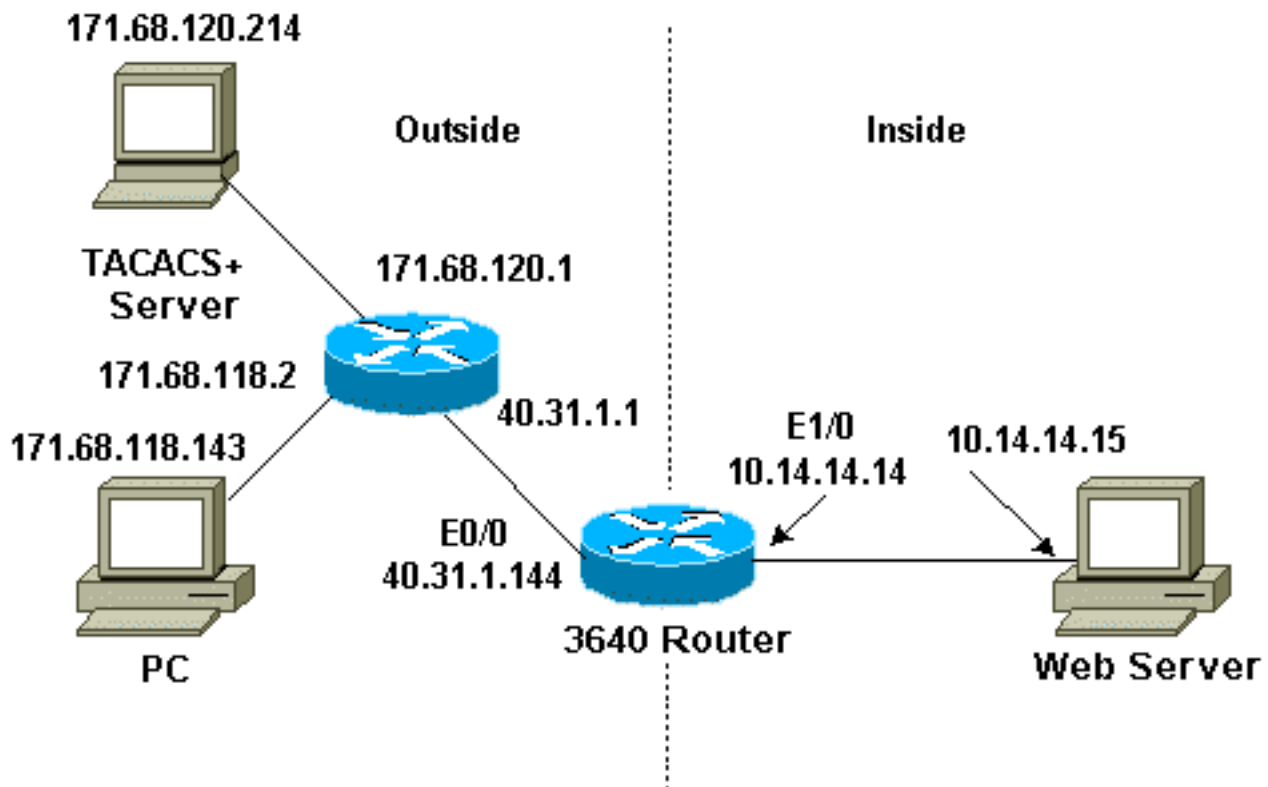 171.68.120.214
Outside
Inside
TACACS+
Server
171.68.120.1
171.68.118.2
40.31.1.1
171.68.118.143
E1/0
10.14.14.14
10.14.14.15
E0/0
40.31.1.144
3640 Router
PC
Web Server